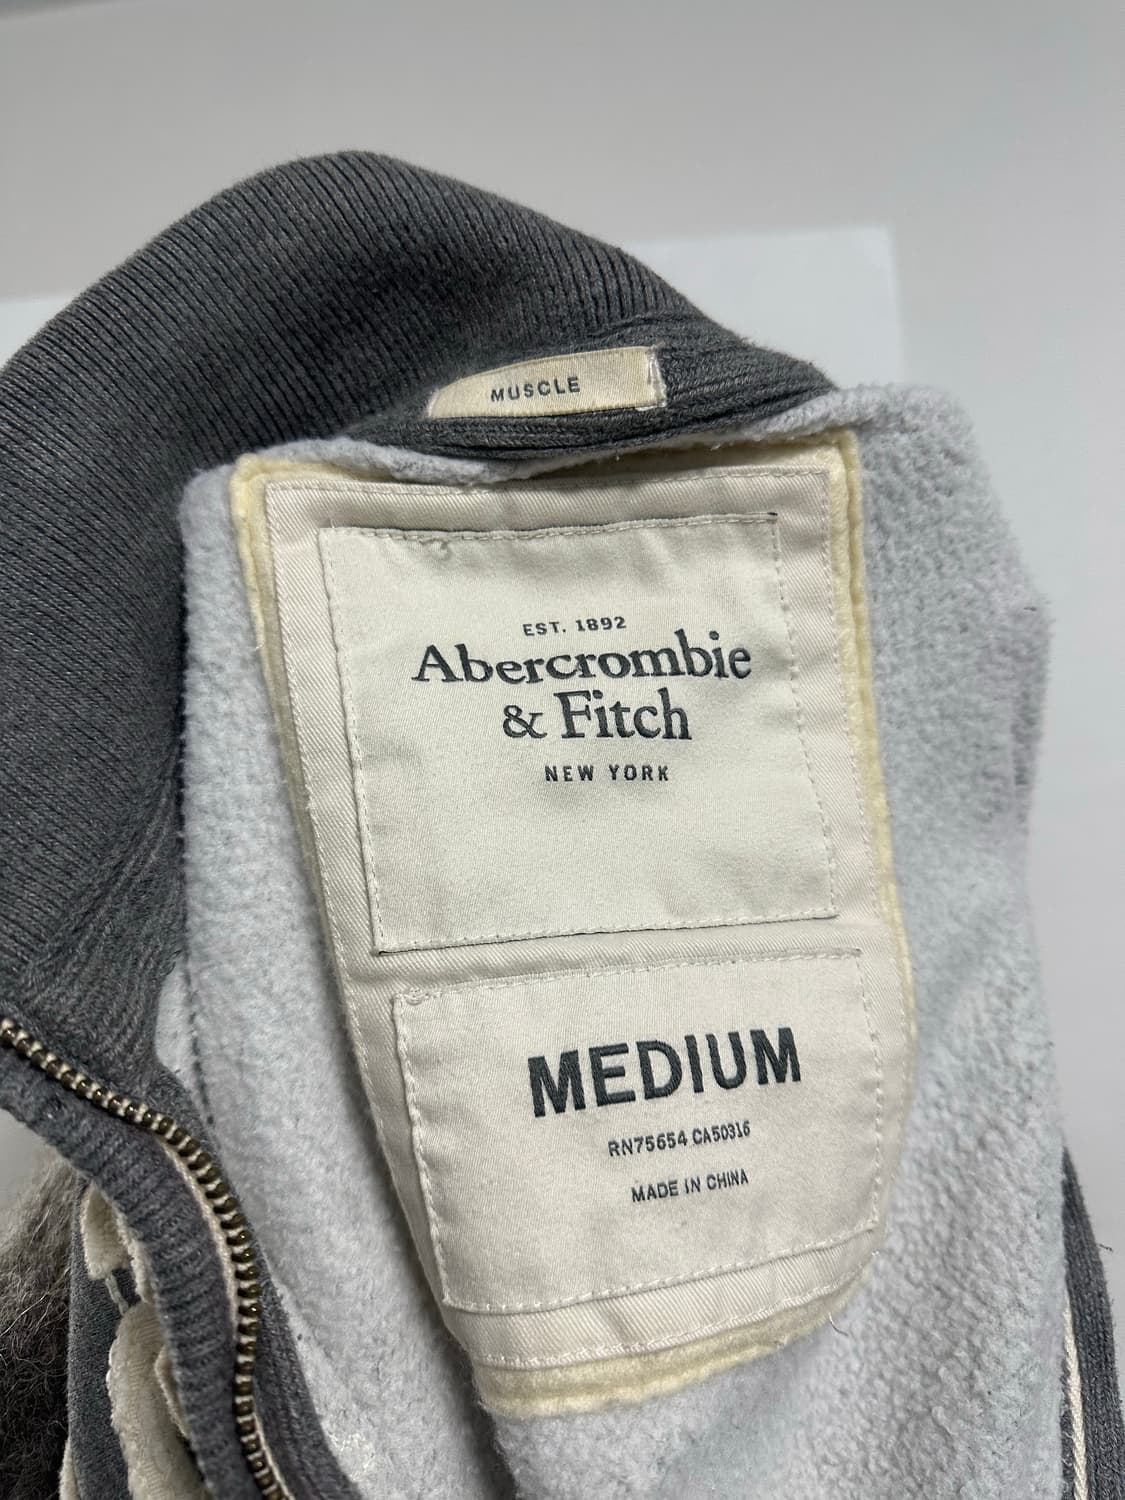 MUSCLE
EST. 1892
Abercrombie
& Fitch
NEW YORK
MEDIUM
RN75654 CA50316
MADE IN CHINA